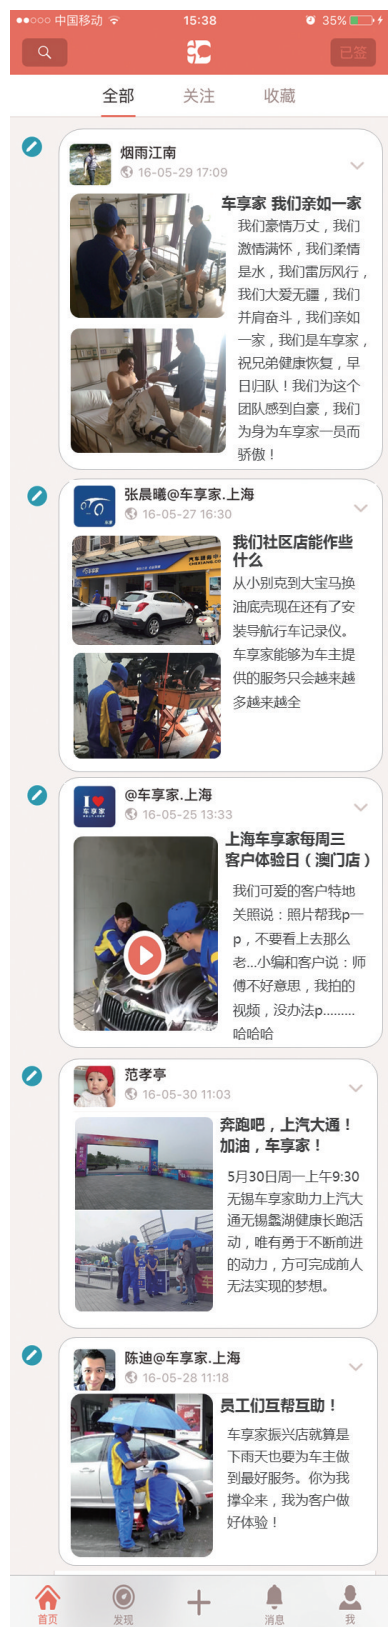 中国移动
15:38
35%
已签
全部 关注 收藏
烟雨江南
16-05-29 17:09
车享家 我们亲如一家
我们豪情万丈，我们
激情满怀，我们柔情
是水，我们雷厉风行，
我们大爱无疆，我们
并肩奋斗，我们亲如
一家，我们是车享家，
祝兄弟健康恢复，早
日归队！我们为这个
团队感到自豪，我们
为身为车享家一员而
骄傲！
张晨曦@车享家.上海
16-05-27 16:30
我们社区店能作些
什么
从小别克到大宝马换
油底壳现在还有了安
装导航行车记录仪。
车享家能够为车主提
供的服务只会越来越
多越来越全
I
车享家
@车享家.上海
16-05-25 13:33
上海车享家每周三
客户体验日（澳门店）
我们可爱的客户特地
关照说：照片帮我p一
p，不要看上去那么
老...小编和客户说：师
傅不好意思，我拍的
视频，没办法p.........
哈哈哈
范孝亭
16-05-30 11:03
奔跑吧，上汽大通！
加油，车享家！
5月30日周一上午9:30
无锡车享家助力上汽大
通无锡蠡湖健康长跑活
动，唯有勇于不断前进
的动力，方可完成前人
无法实现的梦想。
陈迪@车享家.上海
16-05-28 11:18
员工们互帮互助！
车享家振兴店就算是
下雨天也要为车主做
到最好服务。你为我
撑伞来，我为客户做
好体验！
首页 发现 消息 我